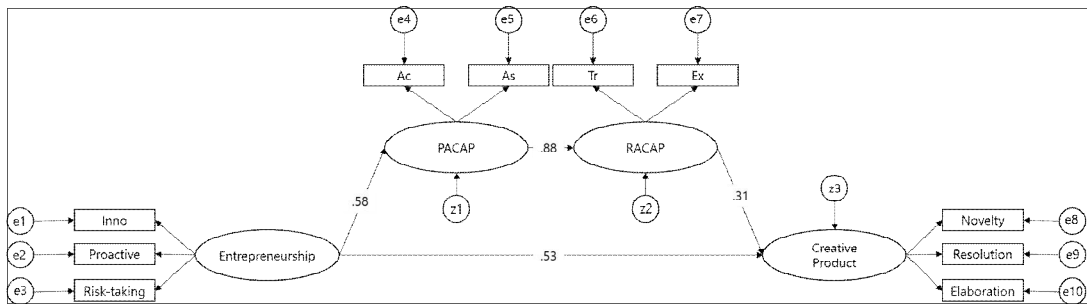 e4
e5
e6
e7
Ac
As
Tr
Ex
PACAP
.88
RACAP
.58
z1
z2
.31
z3
e1
Inno
e2
Proactive
e3
Risk-taking
Entrepreneurship
.53
Creative
Product
Novelty
e8
Resolution
e9
Elaboration
e10